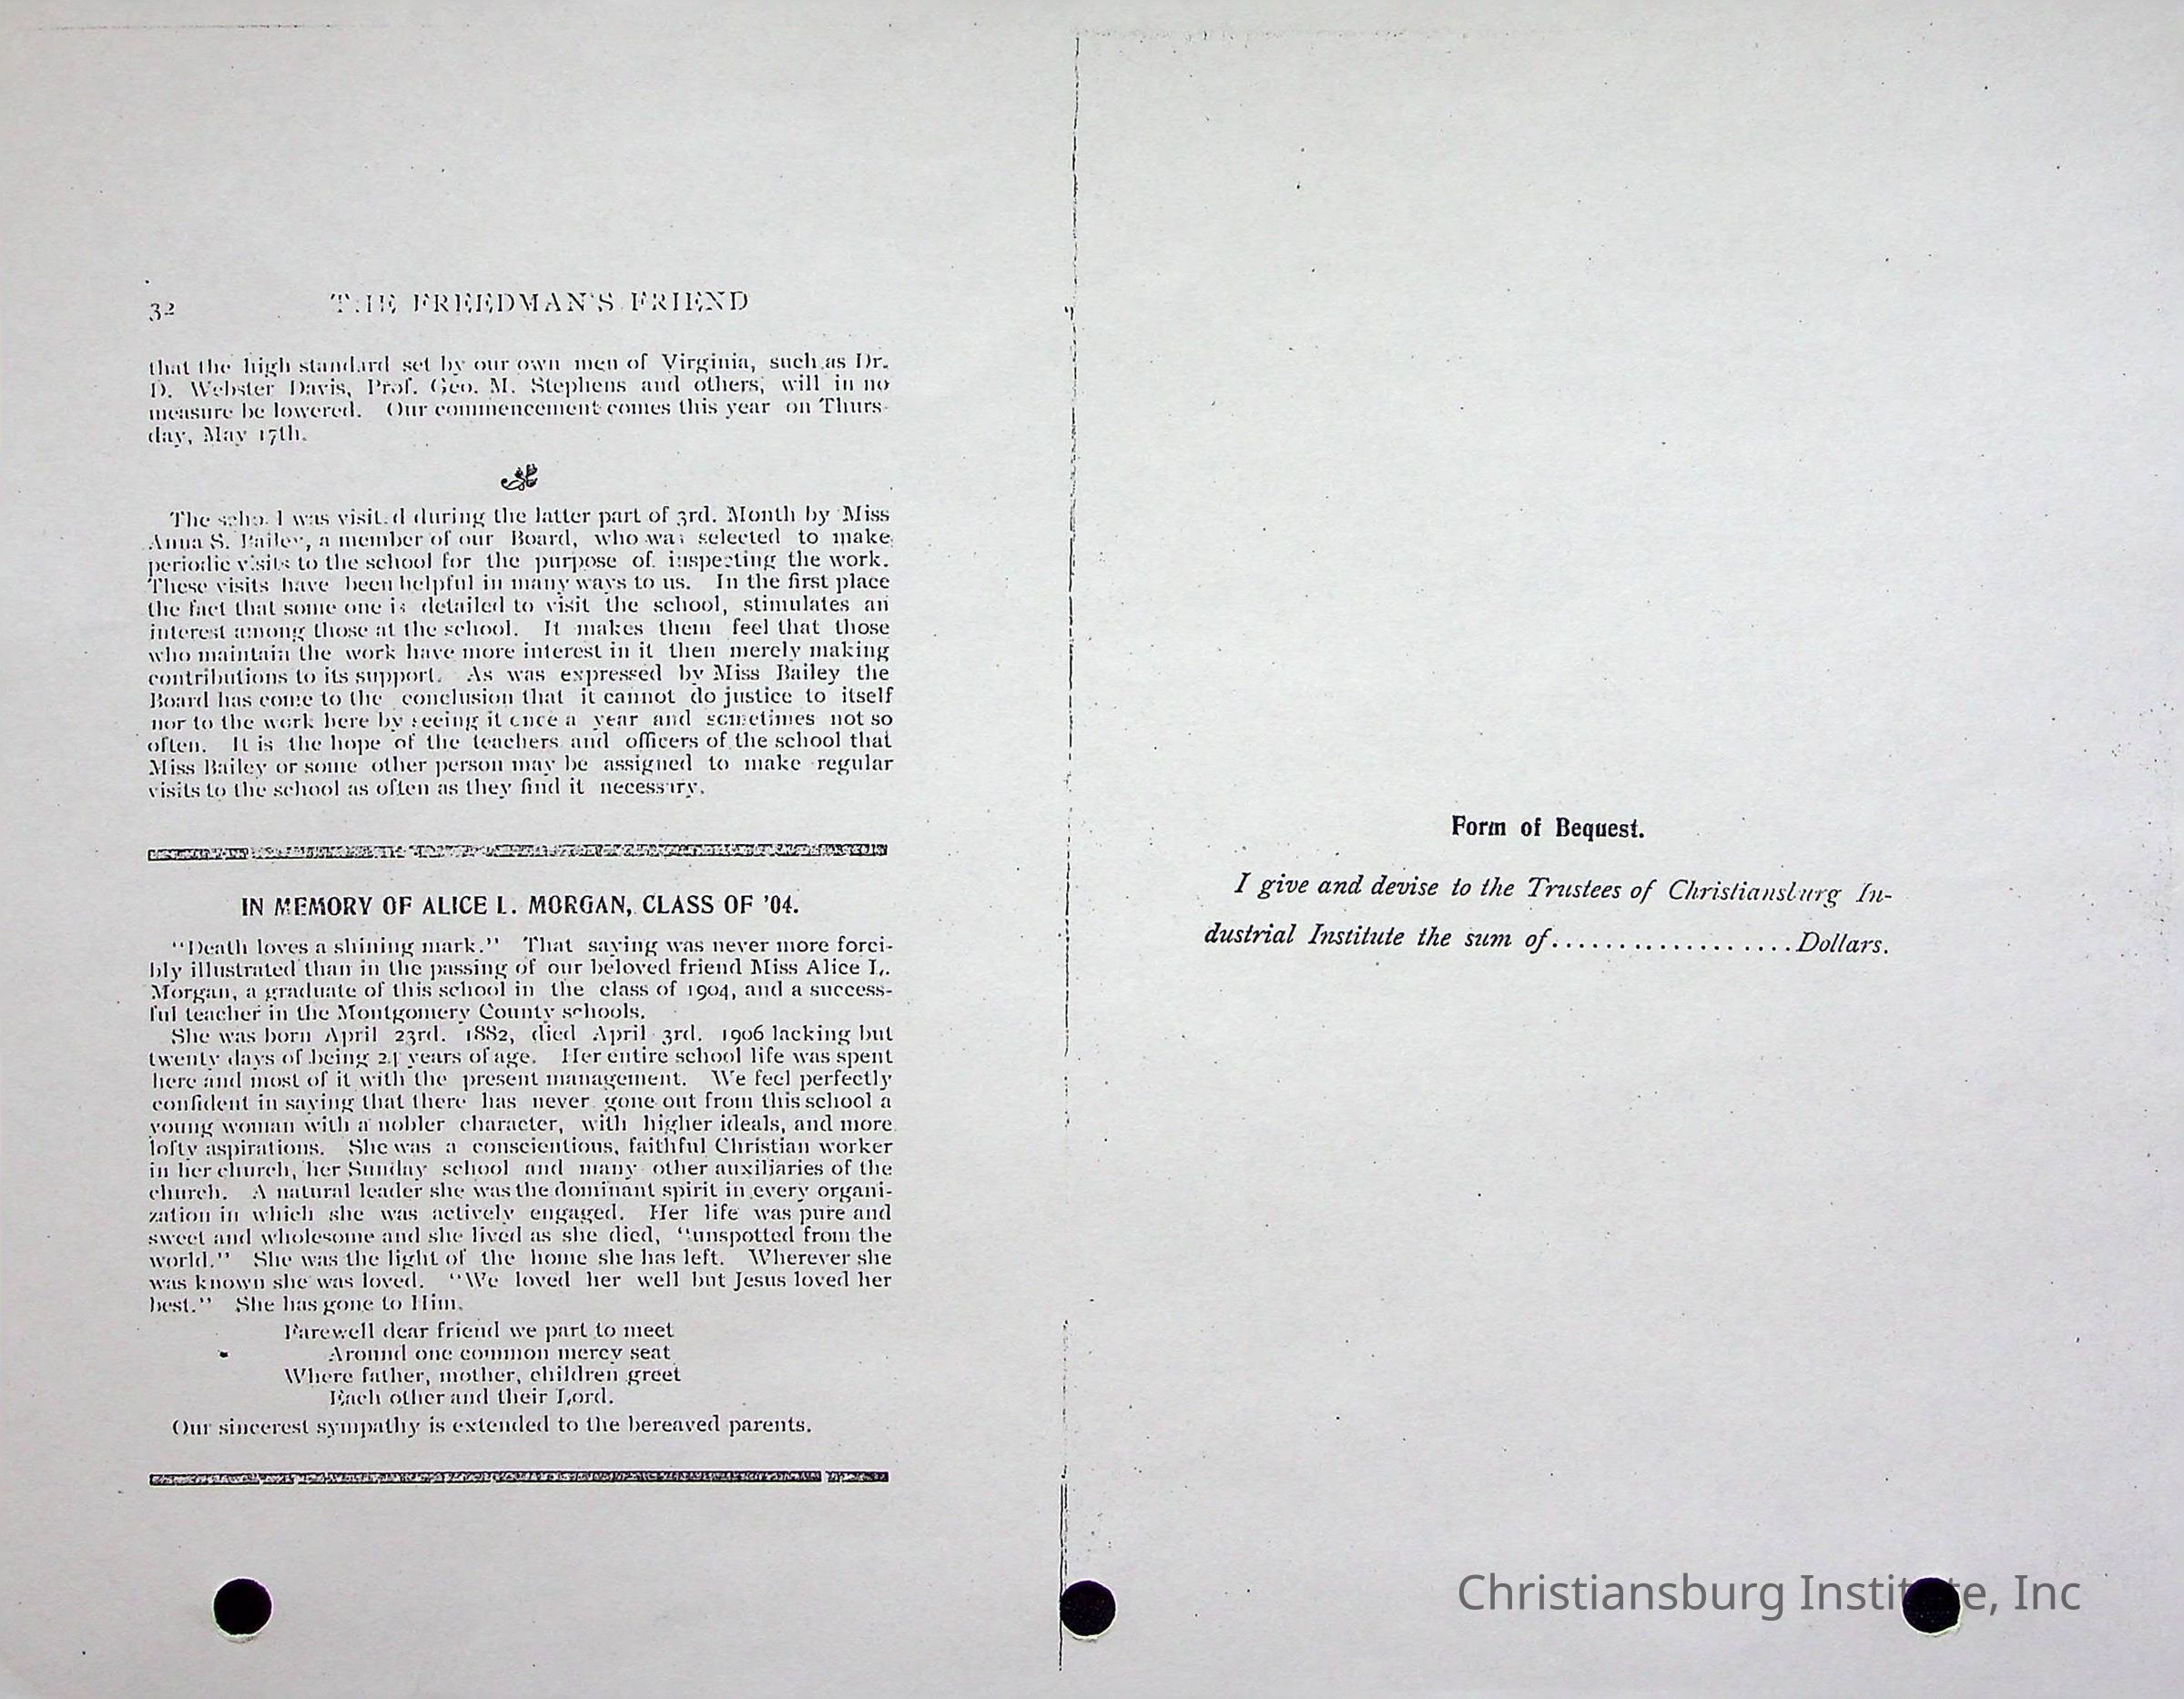 32
THE FREEDMAN'S FRIEND
that the high standard set by our own men of Virginia, such as Dr.
D. Webster Davis, Prof. Geo. M. Stephens and others, will in no
measure be lowered. Our commencement comes this year on Thurs-
day, May 17th.
The school was visited during the latter part of 3rd. Month by Miss
Anna S. Bailey, a member of our Board, who was selected to make
periodic visits to the school for the purpose of inspecting the work.
These visits have been helpful in many ways to us. In the first place
the fact that some one is detailed to visit the school, stimulates an
interest among those at the school. It makes them feel that those
who maintain the work have more interest in it then merely making
contributions to its support. As was expressed by Miss Bailey the
Board has come to the conclusion that it cannot do justice to itself
nor to the work here by seeing it once a year and sometimes not so
often. It is the hope of the teachers and officers of the school that
Miss Bailey or some other person may be assigned to make regular
visits to the school as often as they find it necessary.
IN MEMORY OF ALICE L. MORGAN, CLASS OF '04.
"Death loves a shining mark." That saying was never more forci-
bly illustrated than in the passing of our beloved friend Miss Alice L.
Morgan, a graduate of this school in the class of 1904, and a success-
ful teacher in the Montgomery County schools.
She was born April 23rd. 1882, died April 3rd. 1906 lacking but
twenty days of being 24 years of age. Her entire school life was spent
here and most of it with the present management. We feel perfectly
confident in saying that there has never gone out from this school a
young woman with a nobler character, with higher ideals, and more
lofty aspirations. She was a conscientious, faithful Christian worker
in her church, her Sunday school and many other auxiliaries of the
church. A natural leader she was the dominant spirit in every organi-
zation in which she was actively engaged. Her life was pure and
sweet and wholesome and she lived as she died, "unspotted from the
world." She was the light of the home she has left. Wherever she
was known she was loved. "We loved her well but Jesus loved her
best." She has gone to Him.
Farewell dear friend we part to meet
Around one common mercy seat
Where father, mother, children greet
Each other and their Lord.
Our sincerest sympathy is extended to the bereaved parents.
Form of Bequest.
I give and devise to the Trustees of Christiansburg In-
dustrial Institute the sum of..................Dollars.
Christiansburg Institute, Inc